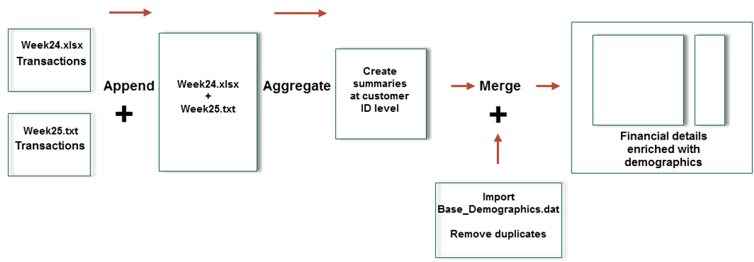 Week24.xlsx
Transactions
Week25.txt
Transactions
Append
+
Week24.xlsx
+
Week25.txt
Aggregate
Create
summaries
at customer
ID level
Merge
+
Import
Base_Demographics.dat
Remove duplicates
Financial details
enriched with
demographics